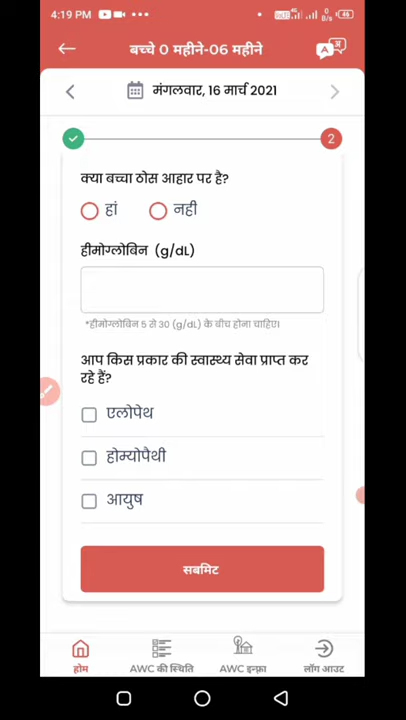 4:19 PM
46
बच्चे 0 महीने-06 महीने
मंगलवार, 16 मार्च 2021
2
क्या बच्चा ठोस आहार पर है?
हां नही
हीमोग्लोबिन (g/dL)
*हीमोग्लोबिन 5 से 30 (g/dL) के बीच होना चाहिए।
आप किस प्रकार की स्वास्थ्य सेवा प्राप्त कर
रहे हैं?
एलोपेथ
होम्योपैथी
आयुष
सबमिट
होम AWC की स्थिति AWC इन्फ्रा लॉग आउट